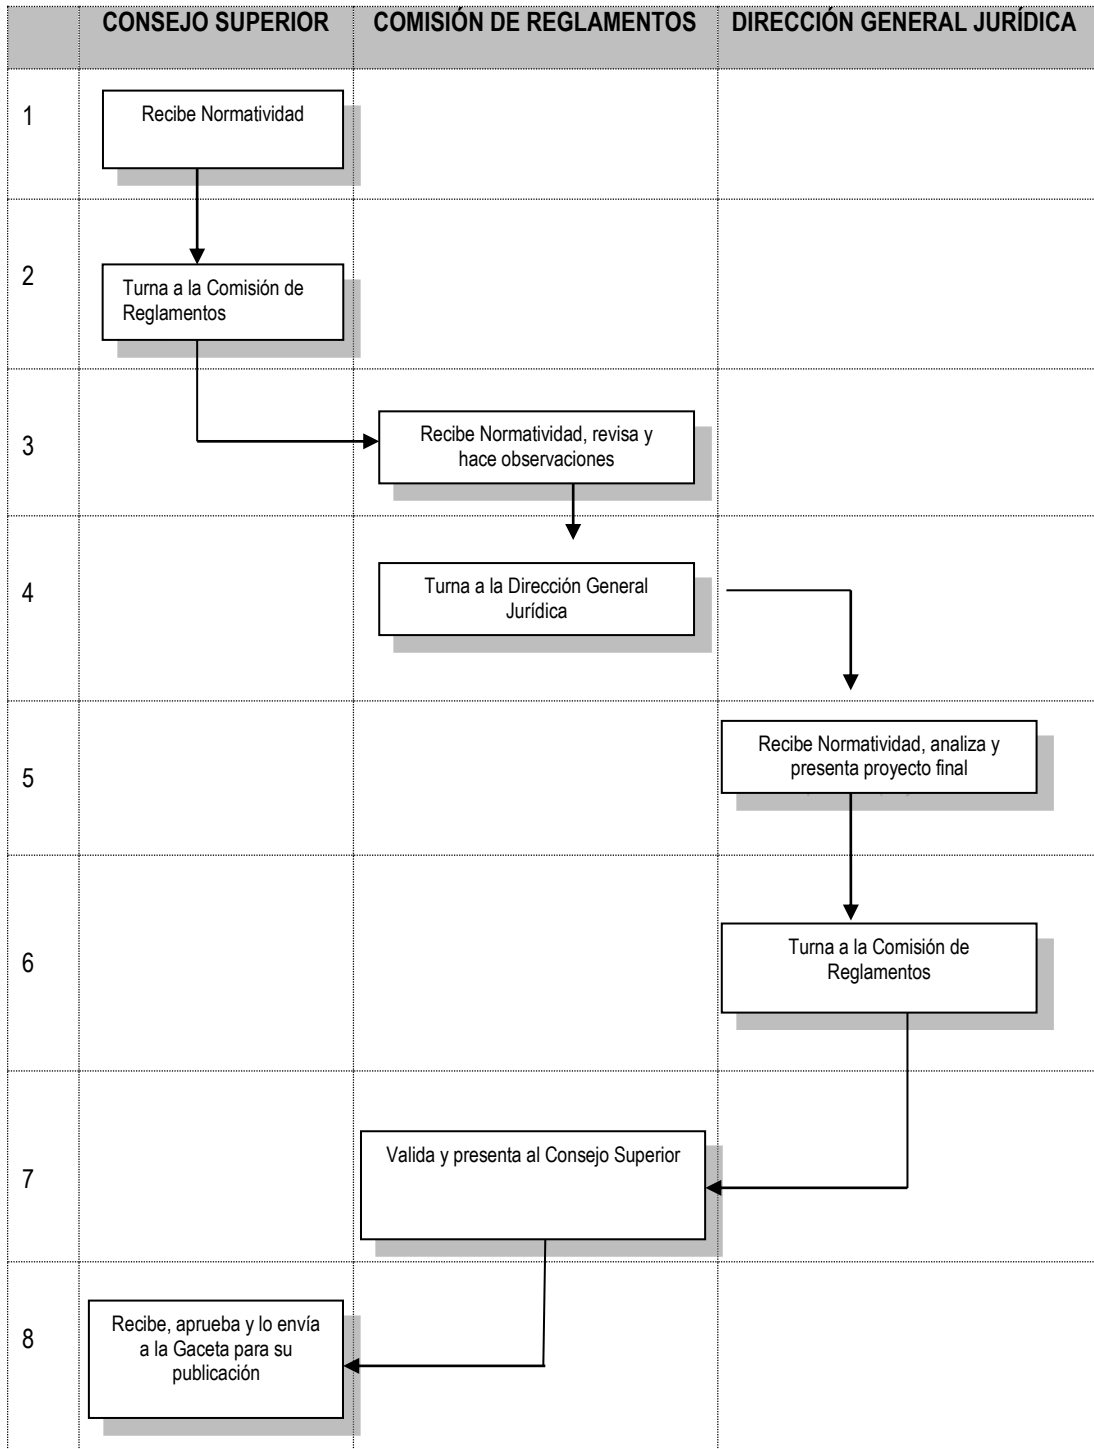 CONSEJO SUPERIOR
COMISIÓN DE REGLAMENTOS
DIRECCIÓN GENERAL JURÍDICA
1
Recibe Normatividad
2
Turna a la Comisión de
Reglamentos
3
Recibe Normatividad, revisa y
hace observaciones
4
Turna a la Dirección General
Jurídica
5
Recibe Normatividad, analiza y
presenta proyecto final
6
Turna a la Comisión de
Reglamentos
7
Valida y presenta al Consejo Superior
8
Recibe, aprueba y lo envía
a la Gaceta para su
publicación